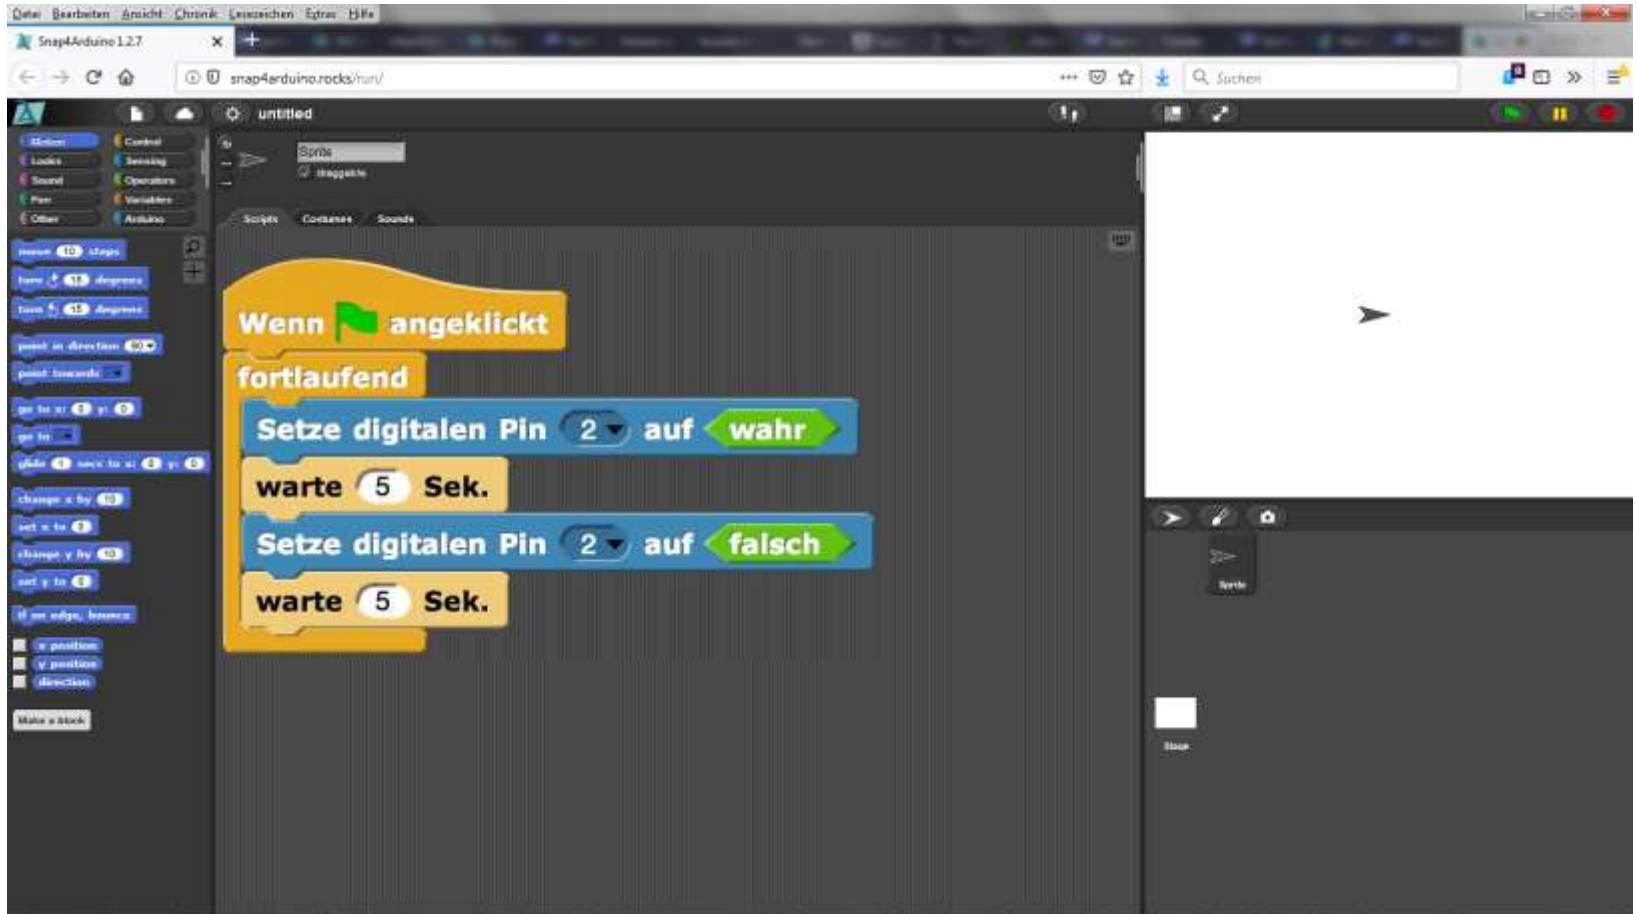 Datei Bearbeiten Ansicht Chronik Lesezeichen Extras Hilfe
Snap4Arduino 1.2.7
snap4arduino.rocks/run/
Suchen
untitled
Motion Control
Looks Sensing
Sound Operators
Pen Variables
Other Arduino
Sprite
draggable
Scripts Costumes Sounds
move 10 steps
turn 15 degrees
turn 15 degrees
point in direction 90
point towards
go to x: 0 y: 0
go to
glide 1 secs to x: 0 y: 0
change x by 10
set x to 0
change y by 10
set y to 0
if on edge, bounce
x position
y position
direction
Make a block
Wenn angeklickt
fortlaufend
Setze digitalen Pin 2 auf wahr
warte 5 Sek.
Setze digitalen Pin 2 auf falsch
warte 5 Sek.
Sprite
Stage